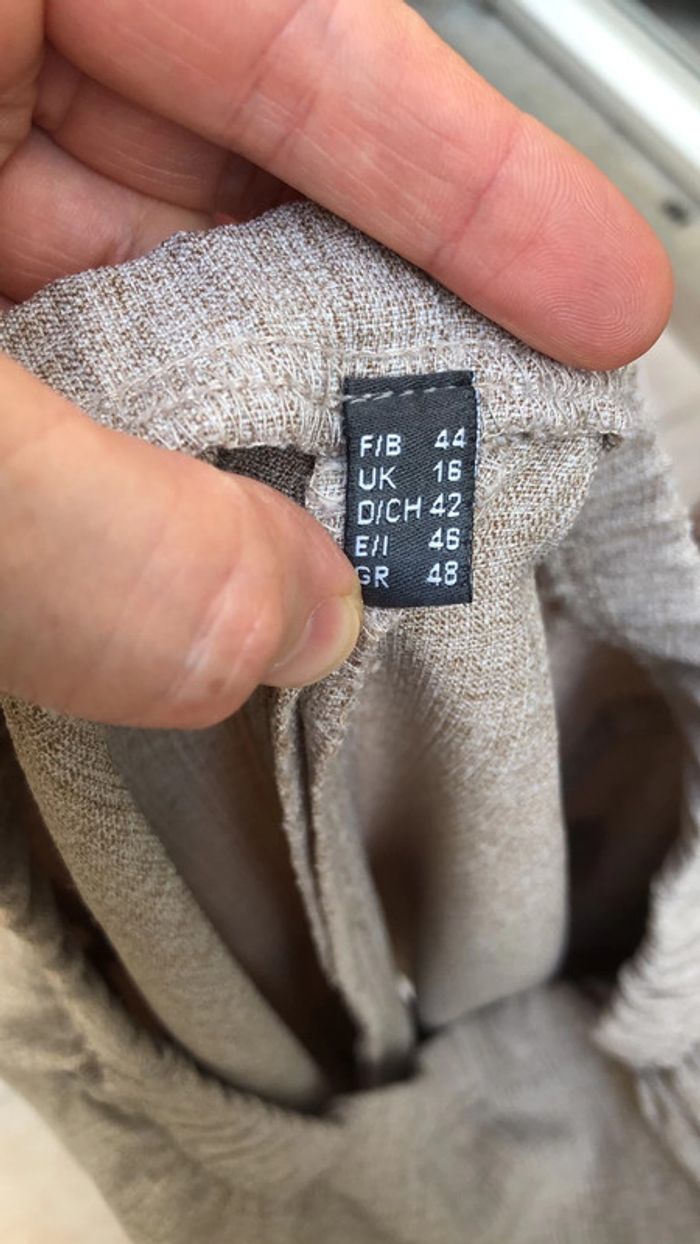 F/B 44
UK 16
D/CH 42
E/I 46
GR 48